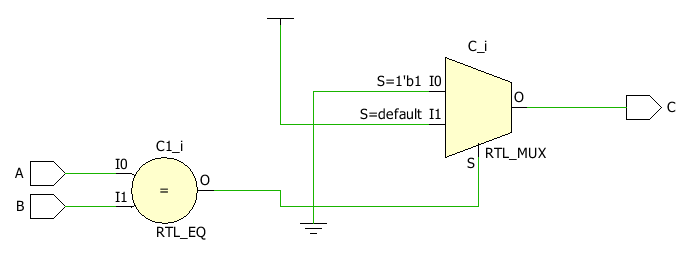 C_i
S=1'b1 I0
S=default I1
O
C
S
RTL_MUX
C1_i
A
I0
B
I1
=
O
RTL_EQ